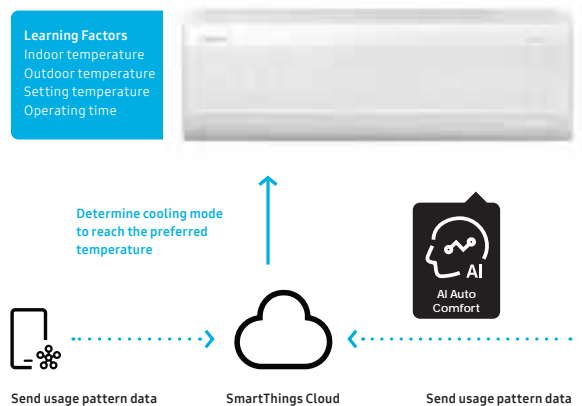 Learning Factors
Indoor temperature
Outdoor temperature
Setting temperature
Operating time
Determine cooling mode
to reach the preferred
temperature
AI
AI Auto
Comfort
Send usage pattern data
SmartThings Cloud
Send usage pattern data